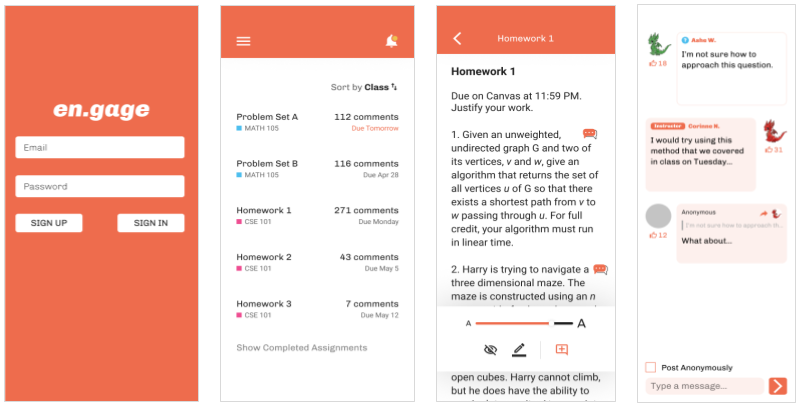 en.gage
Email
Password
SIGN UP
SIGN IN
Sort by Class
Problem Set A
112 comments
MATH 105
Due Tomorrow
Problem Set B
116 comments
MATH 105
Due Apr 28
Homework 1
271 comments
CSE 101
Due Monday
Homework 2
43 comments
CSE 101
Due May 5
Homework 3
7 comments
CSE 101
Due May 12
Show Completed Assignments
Homework 1
Homework 1
Due on Canvas at 11:59 PM.
Justify your work.
1. Given an unweighted,
undirected graph G and two of
its vertices, v and w, give an
algorithm that returns the set of
all vertices u of G so that there
exists a shortest path from v to
w passing through u. For full
credit, your algorithm must run
in linear time.
2. Harry is trying to navigate a
three dimensional maze. The
maze is constructed using an n
A
A
open cubes. Harry cannot climb,
but he does have the ability to
Asha W.
I'm not sure how to
approach this question.
18
Instructor Corinne H.
I would try using this
method that we covered
in class on Tuesday...
31
Anonymous
I'm not sure how to approach th...
What about...
12
Post Anonymously
Type a message...